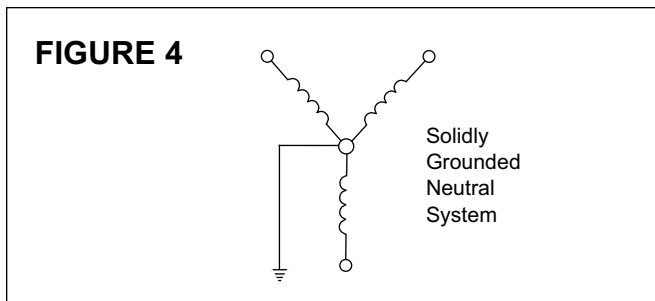 FIGURE 4
Solidly
Grounded
Neutral
System